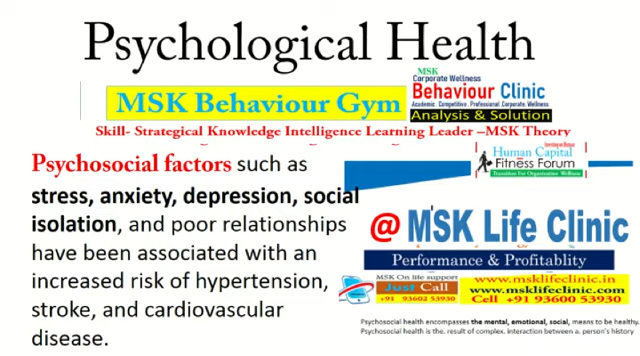 Psychological Health
MSK Behaviour Gym
MSK
Corporate Wellness
Behaviour Clinic
Academic, Competitive, Professional Corporate, Wellness
Analysis & Solution
Skill- Strategical Knowledge Intelligence Learning Leader –MSK Theory
Psychosocial factors such as
stress, anxiety, depression, social
isolation, and poor relationships
have been associated with an
increased risk of hypertension,
stroke, and cardiovascular
disease.
Human Capital
Fitness Forum
Transition For Organization Wellness
@ MSK Life Clinic
Performance & Profitablity
MSK On life support
Just Call
+91 93602 53930
www.msklifeclinic.in
www.msklifeclinic.com
Cell +91 93600 53930
Psychosocial health encompasses the mental, emotional, social, means to be healthy.
Psychosocial health is the. result of complex. interaction between a. person's history